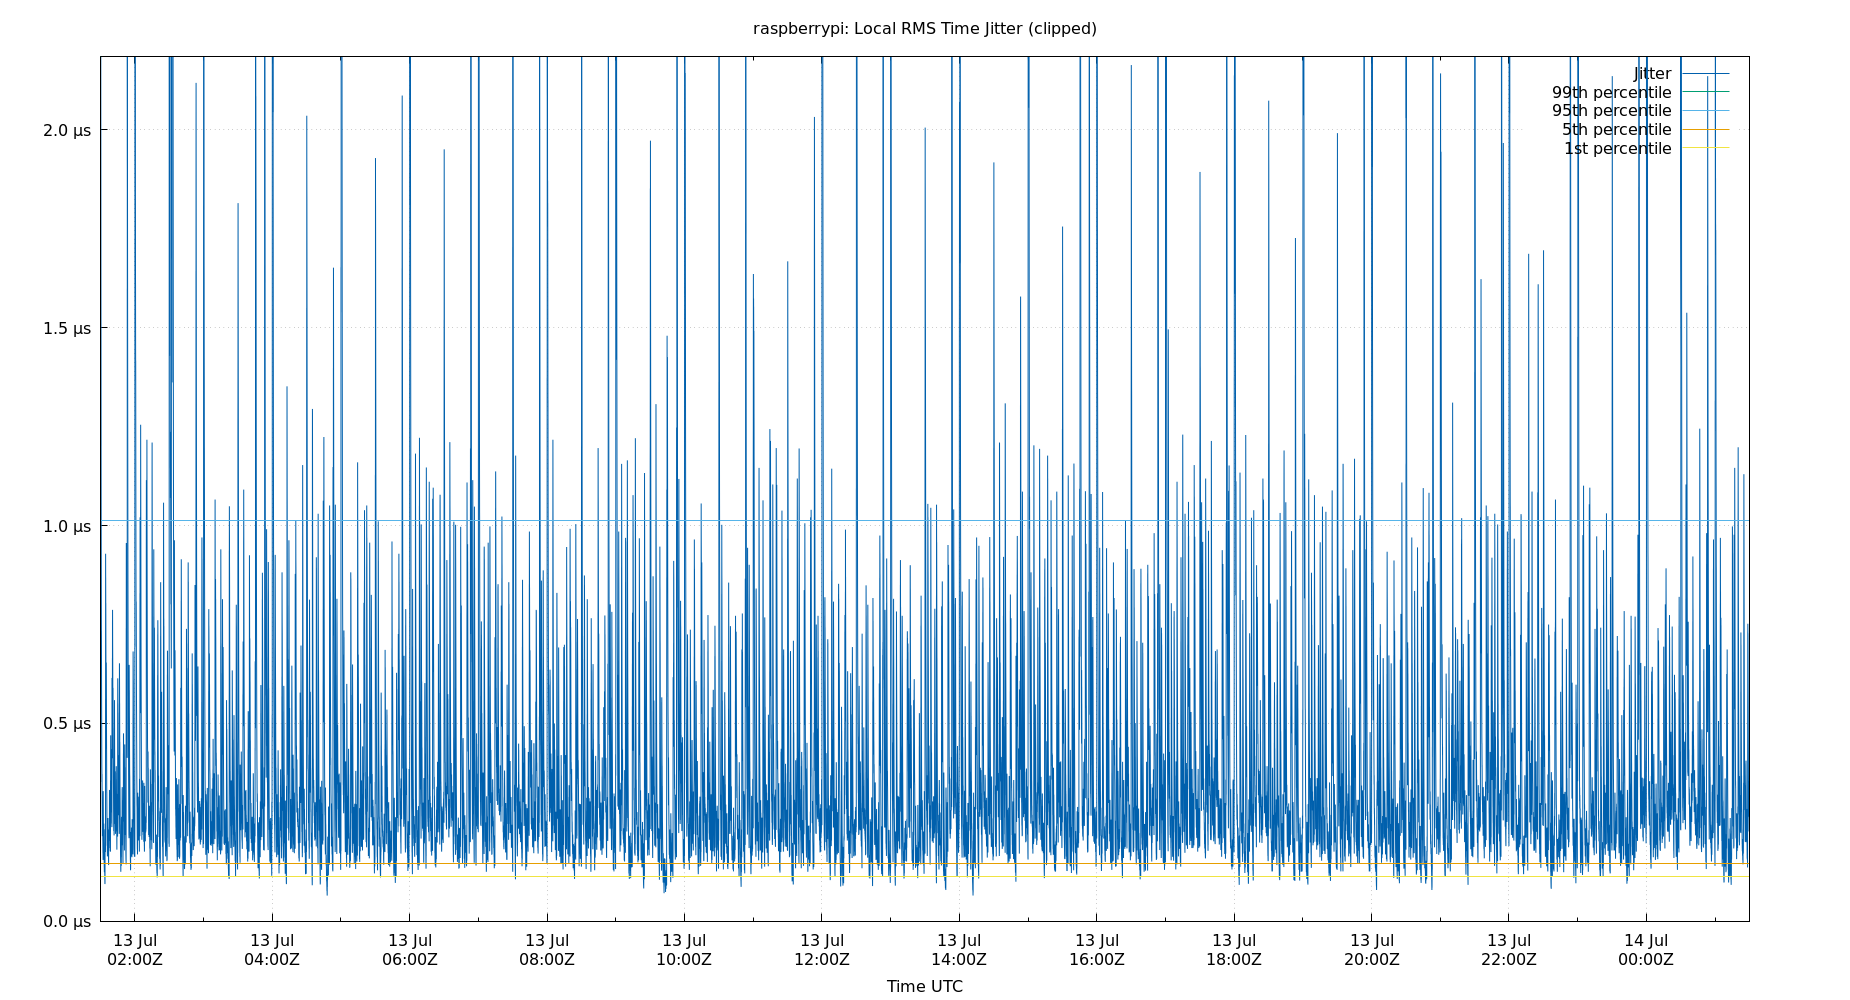 raspberrypi: Local RMS Time Jitter (clipped)
Jitter
99th percentile
95th percentile
5th percentile
1st percentile
2.0 µs
1.5 µs
1.0 µs
0.5 µs
0.0 µs
13 Jul 13 Jul 13 Jul 13 Jul 13 Jul 13 Jul 13 Jul 13 Jul 13 Jul 13 Jul 13 Jul 14 Jul
02:00Z 04:00Z 06:00Z 08:00Z 10:00Z 12:00Z 14:00Z 16:00Z 18:00Z 20:00Z 22:00Z 00:00Z
Time UTC